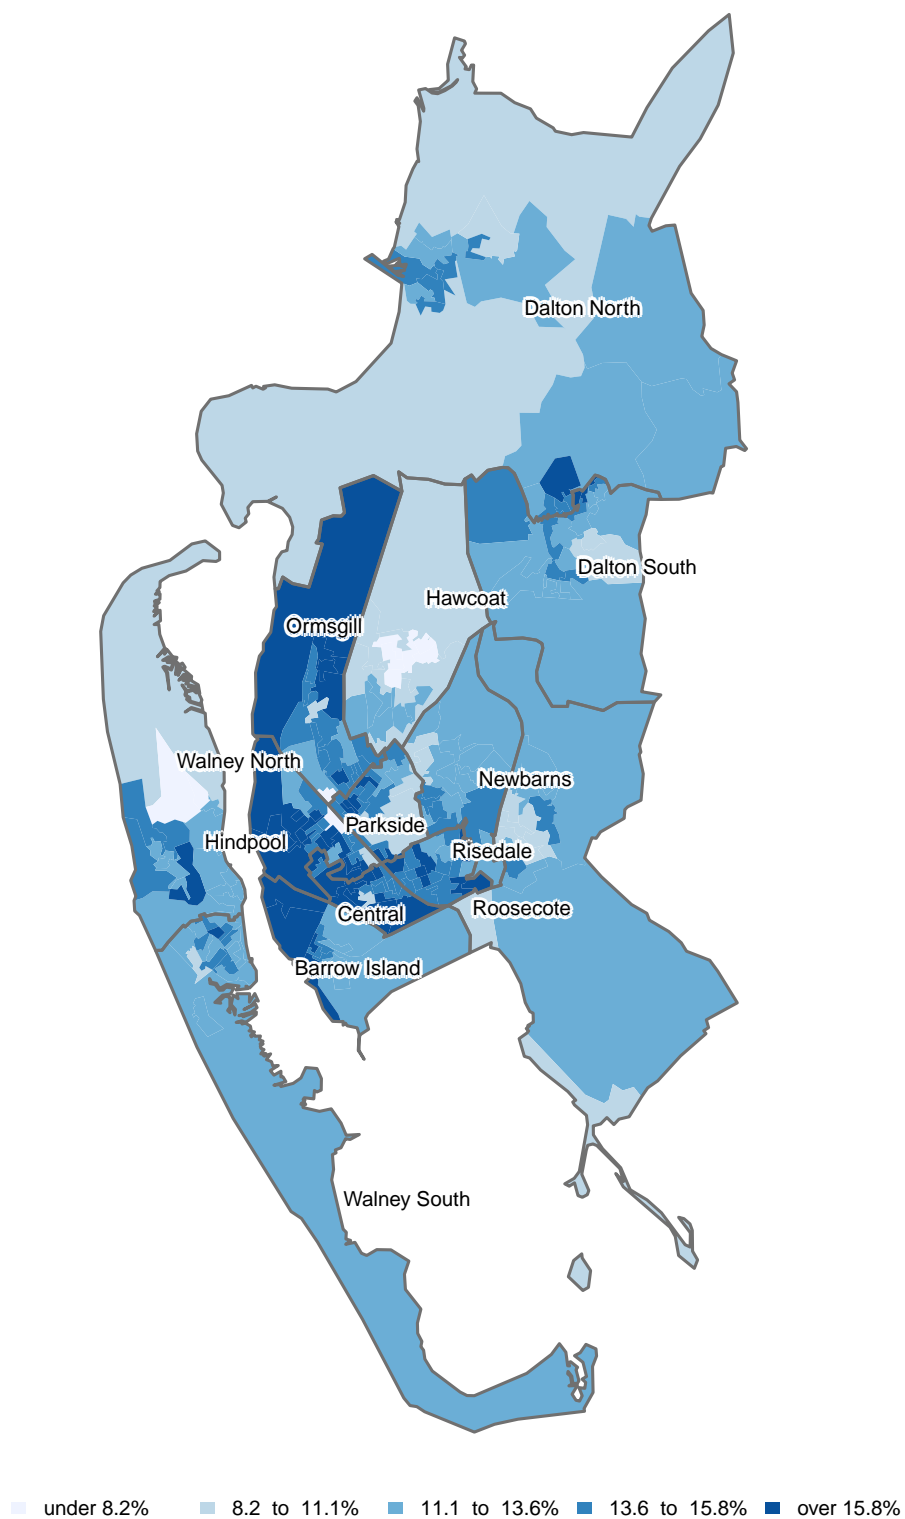 Dalton North
Dalton South
Hawcoat
Ormsgill
Walney North
Newbarns
Parkside
Hindpool
Risedale
Central
Roosecote
Barrow Island
Walney South
under 8.2% 8.2 to 11.1% 11.1 to 13.6% 13.6 to 15.8% over 15.8%